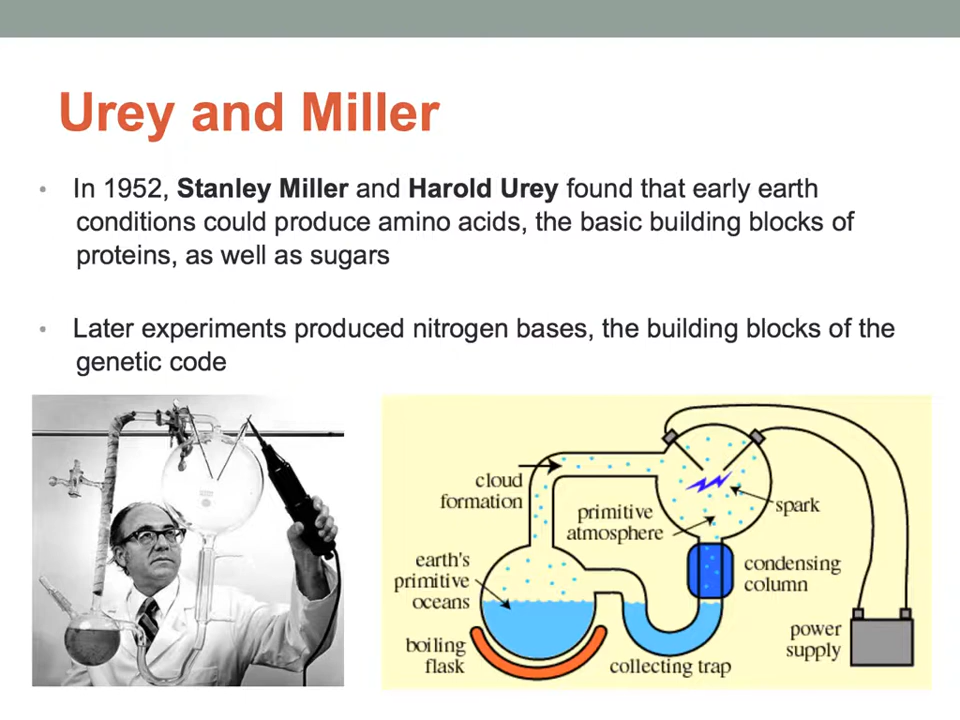 Urey and Miller
• In 1952, Stanley Miller and Harold Urey found that early earth
conditions could produce amino acids, the basic building blocks of
proteins, as well as sugars
• Later experiments produced nitrogen bases, the building blocks of the
genetic code
cloud
formation
primitive
atmosphere
spark
earth's
primitive
oceans
condensing
column
boiling
flask
collecting trap
power
supply